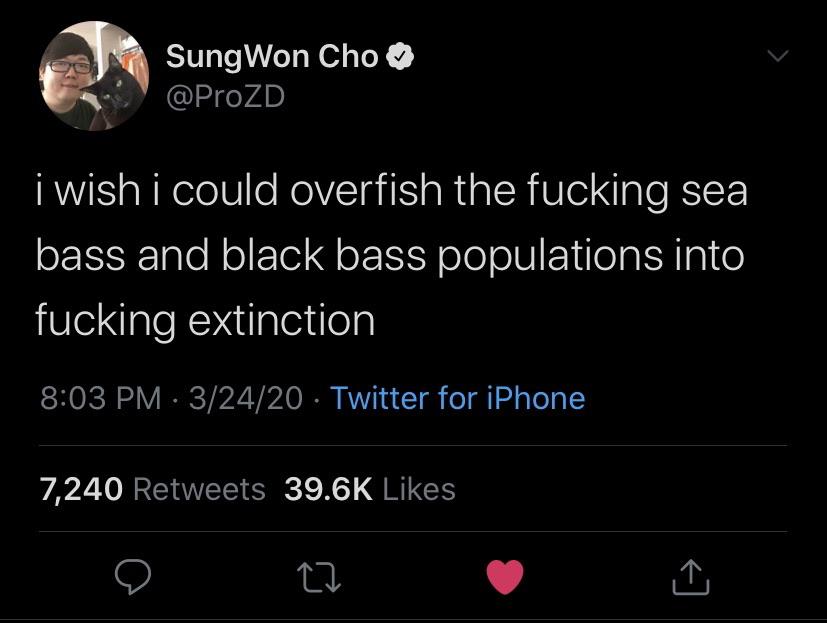 SungWon Cho
@ProZD
i wish i could overfish the fucking sea
bass and black bass populations into
fucking extinction
8:03 PM · 3/24/20 · Twitter for iPhone
7,240 Retweets 39.6K Likes